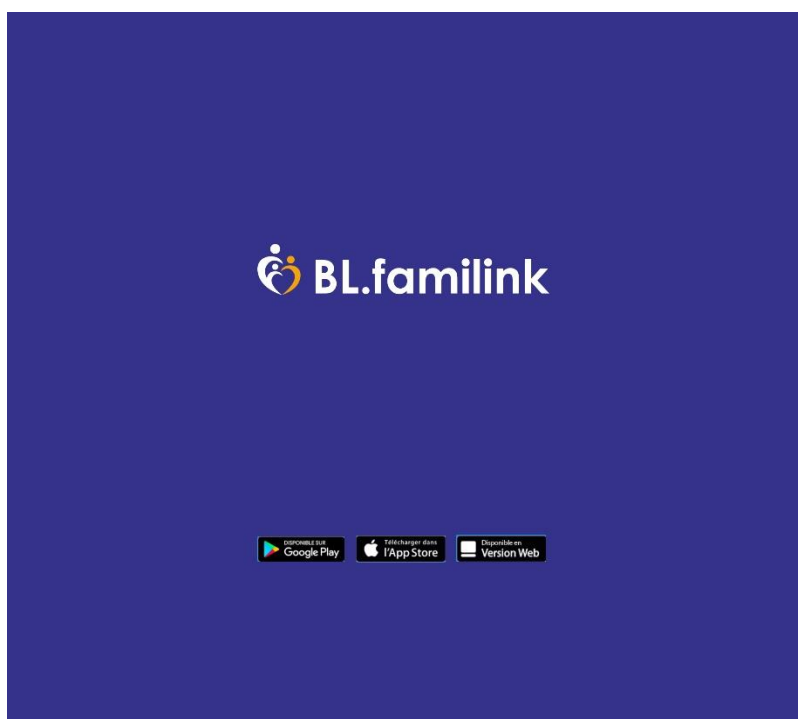 BL.familink
DISPONIBLE SUR
Google Play
Télécharger dans
l'App Store
Disponible en
Version Web